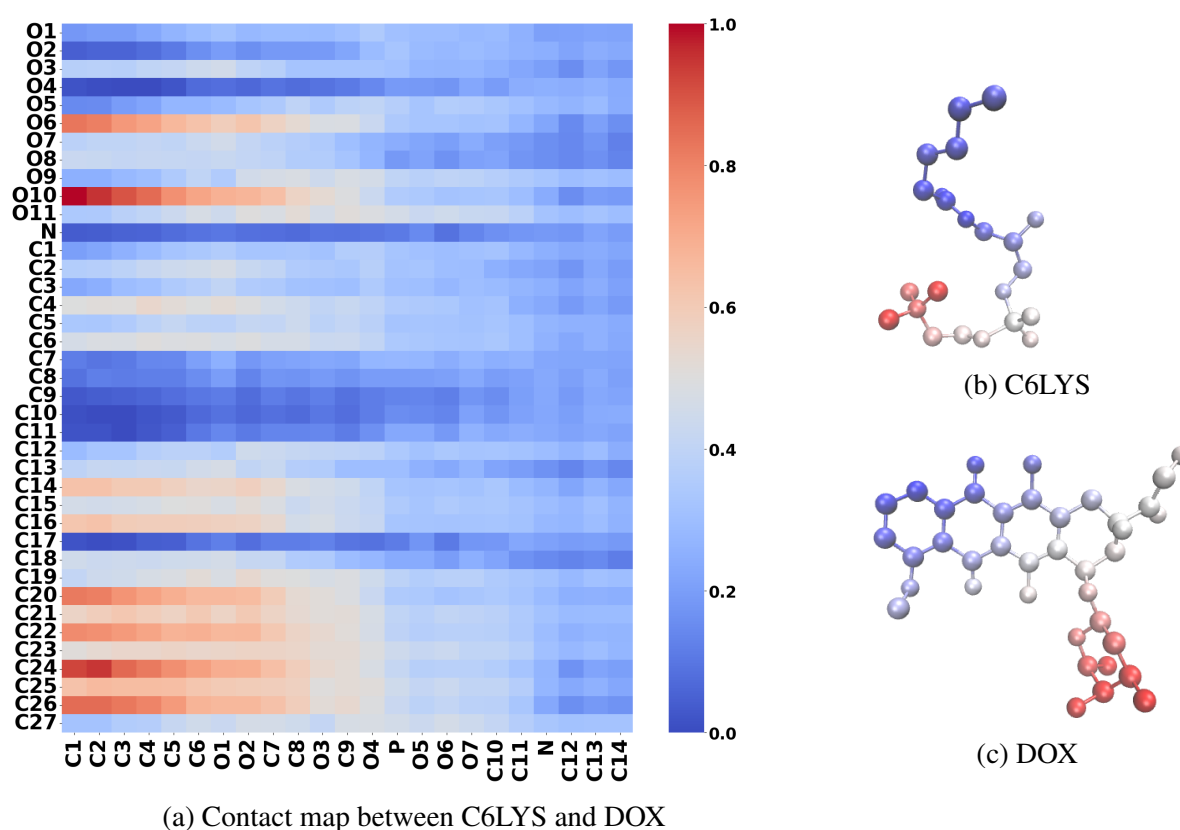 O1
O2
O3
O4
O5
O6
O7
O8
O9
O10
O11
N
C1
C2
C3
C4
C5
C6
C7
C8
C9
C10
C11
C12
C13
C14
C15
C16
C17
C18
C19
C20
C21
C22
C23
C24
C25
C26
C27
C1 C2 C3 C4 C5 C6 O1 O2 C7 C8 O3 C9 O4 P O5 O6 O7 C10 C11 N C12 C13 C14
1.0
0.8
0.6
0.4
0.2
0.0
(a) Contact map between C6LYS and DOX
(b) C6LYS
(c) DOX